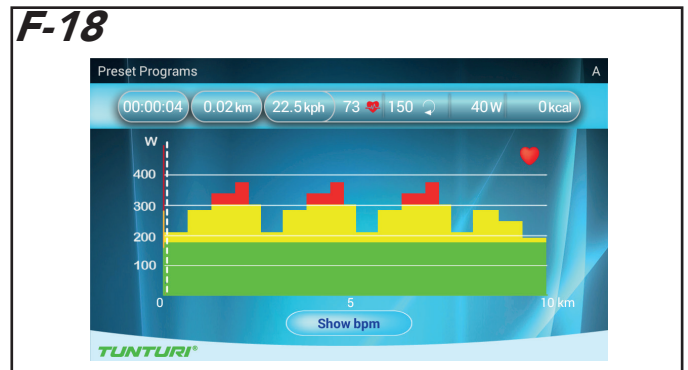 F-18
Preset Programs A
00:00:04 0.02 km 22.5 kph 73 150 40 W 0 kcal
W
400
300
200
100
0 5 10 km
Show bpm
TUNTURI®